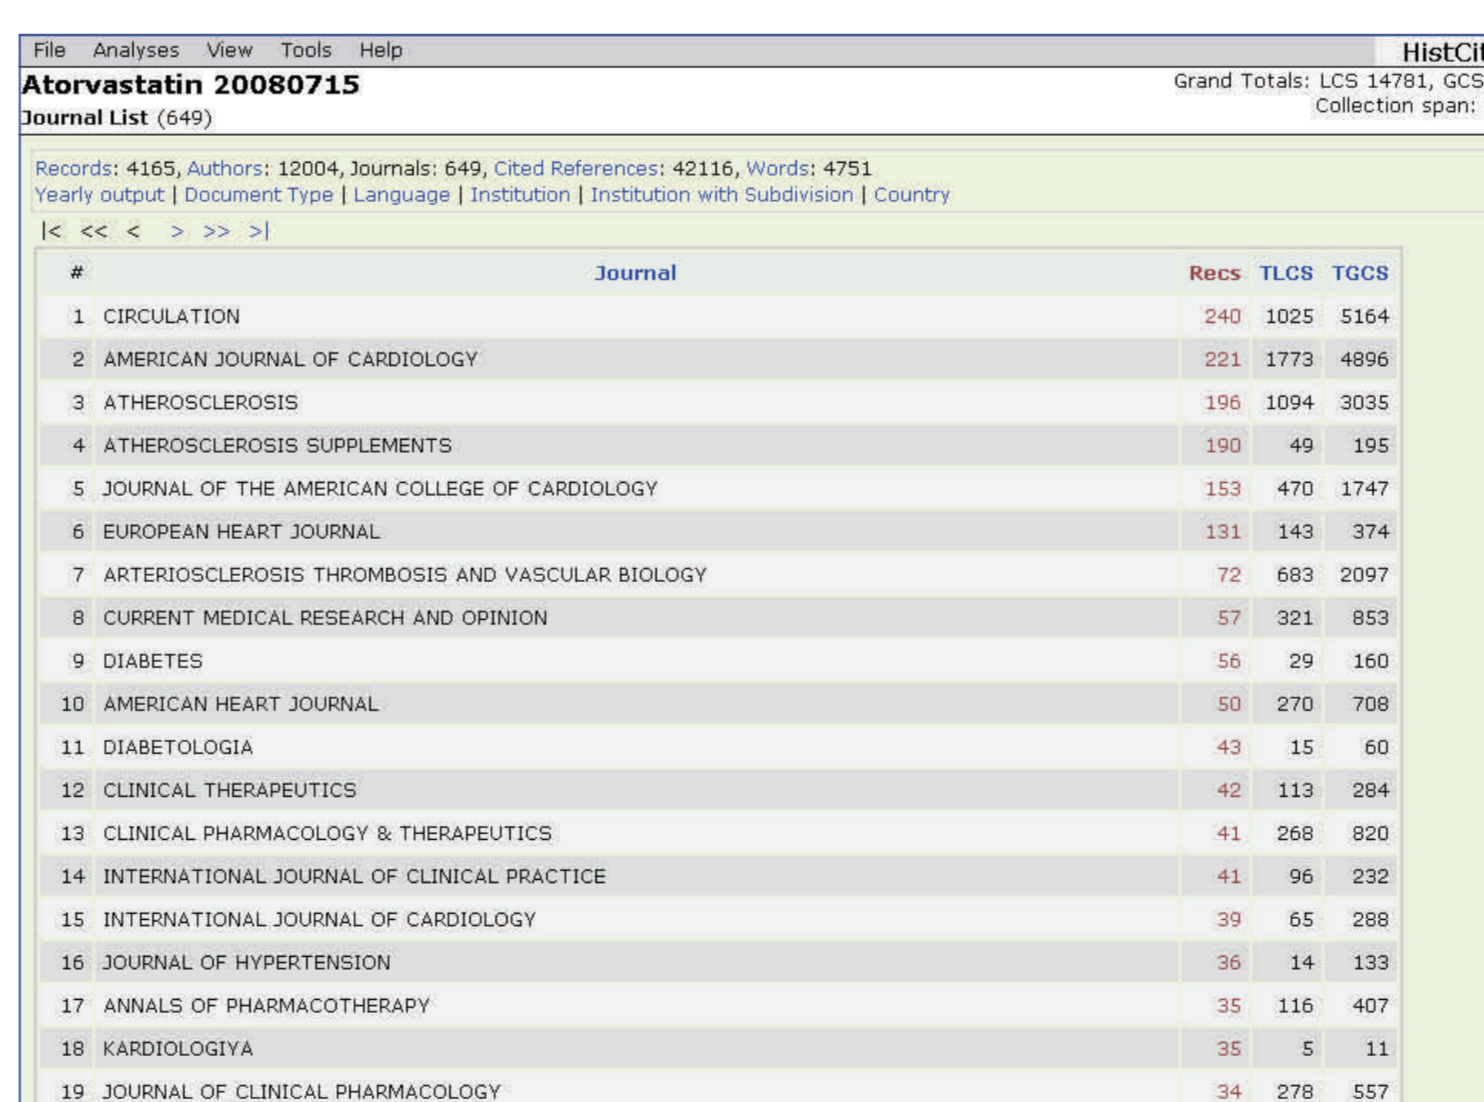 File Analyses View Tools Help HistCit
Atorvastatin 20080715 Grand Totals: LCS 14781, GCS
Journal List (649) Collection span:
Records: 4165, Authors: 12004, Journals: 649, Cited References: 42116, Words: 4751
Yearly output | Document Type | Language | Institution | Institution with Subdivision | Country
|< << < > >> >|
# Journal Recs TLCS TGCS
1 CIRCULATION 240 1025 5164
2 AMERICAN JOURNAL OF CARDIOLOGY 221 1773 4896
3 ATHEROSCLEROSIS 196 1094 3035
4 ATHEROSCLEROSIS SUPPLEMENTS 190 49 195
5 JOURNAL OF THE AMERICAN COLLEGE OF CARDIOLOGY 153 470 1747
6 EUROPEAN HEART JOURNAL 131 143 374
7 ARTERIOSCLEROSIS THROMBOSIS AND VASCULAR BIOLOGY 72 683 2097
8 CURRENT MEDICAL RESEARCH AND OPINION 57 321 853
9 DIABETES 56 29 160
10 AMERICAN HEART JOURNAL 50 270 708
11 DIABETOLOGIA 43 15 60
12 CLINICAL THERAPEUTICS 42 113 284
13 CLINICAL PHARMACOLOGY & THERAPEUTICS 41 268 820
14 INTERNATIONAL JOURNAL OF CLINICAL PRACTICE 41 96 232
15 INTERNATIONAL JOURNAL OF CARDIOLOGY 39 65 288
16 JOURNAL OF HYPERTENSION 36 14 133
17 ANNALS OF PHARMACOTHERAPY 35 116 407
18 KARDIOLOGIYA 35 5 11
19 JOURNAL OF CLINICAL PHARMACOLOGY 34 278 557